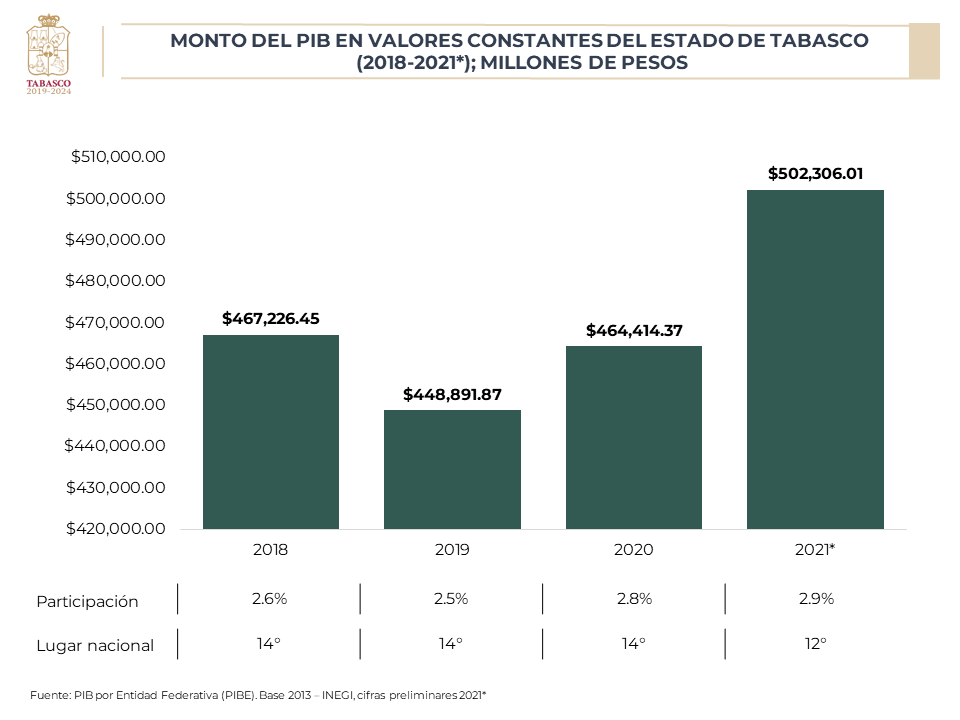 MONTO DEL PIB EN VALORES CONSTANTES DEL ESTADO DE TABASCO
(2018-2021*); MILLONES DE PESOS
TABASCO
2019-2024
$510,000.00
$500,000.00
$490,000.00
$480,000.00
$470,000.00
$460,000.00
$450,000.00
$440,000.00
$430,000.00
$420,000.00
$467,226.45
$448,891.87
$464,414.37
$502,306.01
2018 2019 2020 2021*
Participación 2.6% 2.5% 2.8% 2.9%
Lugar nacional 14° 14° 14° 12°
Fuente: PIB por Entidad Federativa (PIBE). Base 2013 – INEGI, cifras preliminares 2021*